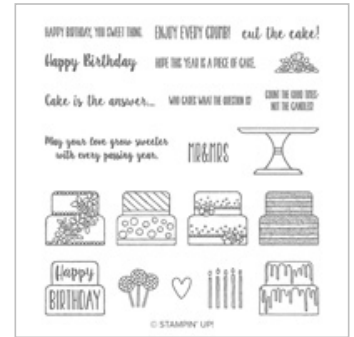 HAPPY BIRTHDAY, YOU SWEET THING.
ENJOY EVERY CRUMB!
cut the cake!
Happy Birthday
HOPE THIS YEAR IS A PIECE OF CAKE.
Cake is the answer...
WHO CARES WHAT THE QUESTION IS?
COUNT THE GOOD TIMES–
NOT THE CANDLES!
May your love grow sweeter
with every passing year.
MR&MRS
Happy
BIRTHDAY
© STAMPIN' UP!